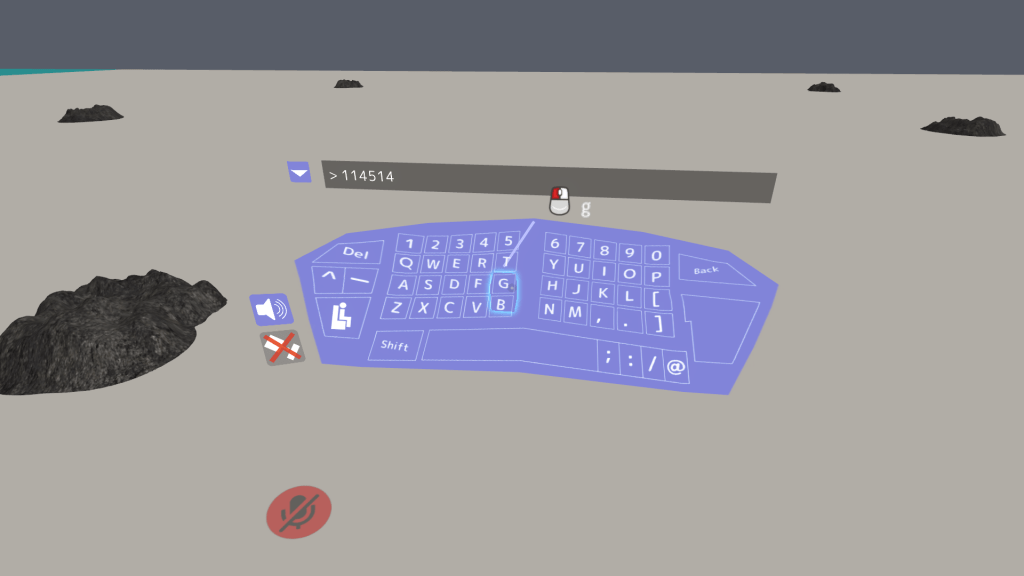 > 114514
g
Del 1 2 3 4 5 6 7 8 9 0 Back
^ — Q W E R T Y U I O P
A S D F G H J K L [
Z X C V B N M , . ]
Shift ; : / @